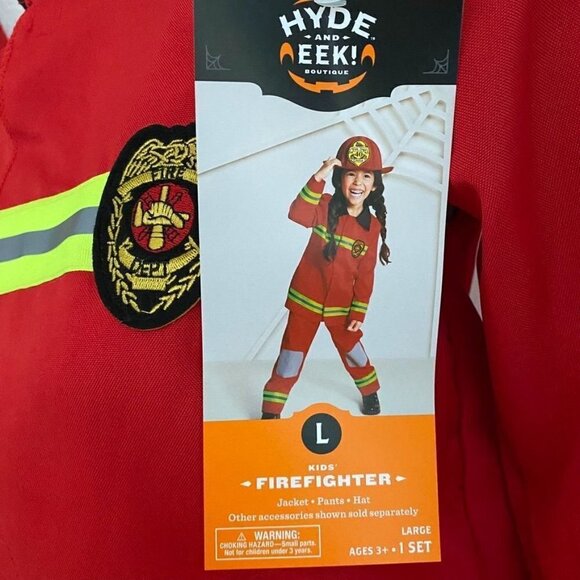 HYDE
AND
EEK!
BOUTIQUE
FIRE
DEPT
L
KIDS'
FIREFIGHTER
Jacket • Pants • Hat
Other accessories shown sold separately
WARNING:
CHOKING HAZARD—Small parts.
Not for children under 3 years.
LARGE
AGES 3+ • 1 SET